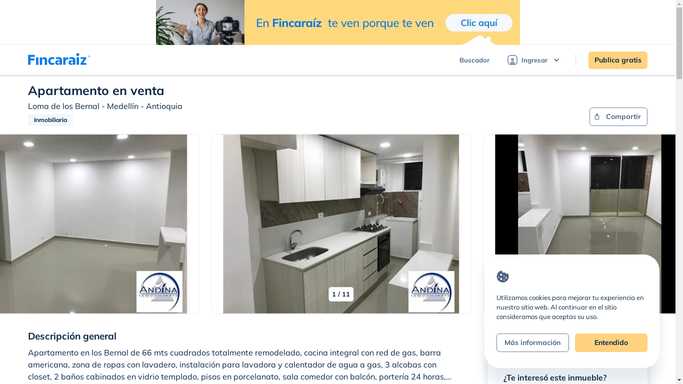 En Fincaraíz te ven porque te ven
Clic aquí
Fincaraíz
Buscador
Ingresar
Publica gratis
Apartamento en venta
Loma de los Bernal - Medellín - Antioquia
Inmobiliaria
Compartir
ANDINA
1 / 11
ANDINA
Utilizamos cookies para mejorar tu experiencia en
nuestro sitio web. Al continuar en el sitio
consideramos que aceptas su uso.
Más información
Entendido
Descripción general
Apartamento en los Bernal de 66 mts cuadrados totalmente remodelado, cocina integral con red de gas, barra
americana, zona de ropas con lavadero, instalación para lavadora y calentador de agua a gas, 3 alcobas con
closet, 2 baños cabinados en vidrio templado, pisos en porcelanato, sala comedor con balcón, portería 24 horas,...
¿Te interesó este inmueble?